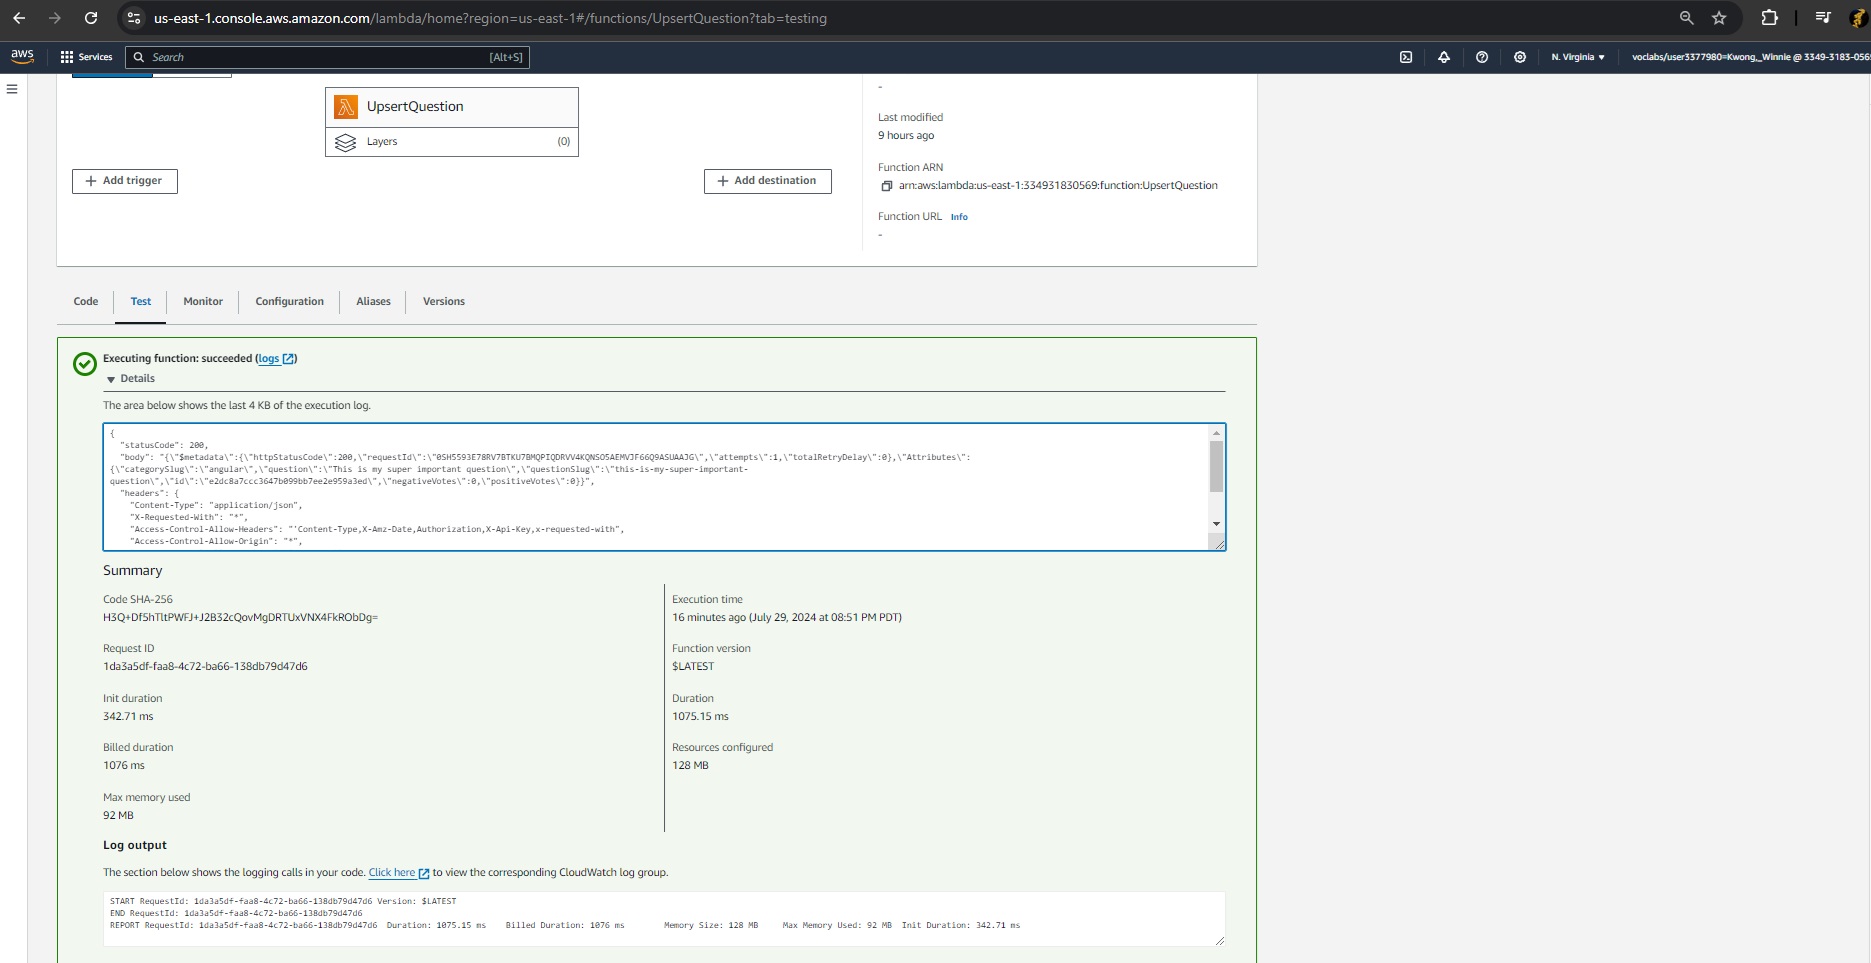 us-east-1.console.aws.amazon.com/lambda/home?region=us-east-1#/functions/UpsertQuestion?tab=testing
aws
Services
Search
[Alt+S]
N. Virginia
voclabs/user3377980=Kwong,_Winnie @ 3349-3183-056
UpsertQuestion
Layers
(0)
+ Add trigger
+ Add destination
-
Last modified
9 hours ago
Function ARN
arn:aws:lambda:us-east-1:334931830569:function:UpsertQuestion
Function URL Info
-
Code
Test
Monitor
Configuration
Aliases
Versions
Executing function: succeeded (logs)
Details
The area below shows the last 4 KB of the execution log.
{
"statusCode": 200,
"body": "{\"$metadata\":{\"httpStatusCode\":200,\"requestId\":\"0SH5593E78RV7BTKU7BMQPIQDRVV4KQNSO5AEMVJF66Q9ASUAAJG\",\"attempts\":1,\"totalRetryDelay\":0},\"Attributes\":
{\"categorySlug\":\"angular\",\"question\":\"This is my super important question\",\"questionSlug\":\"this-is-my-super-important-
question\",\"id\":\"e2dc8a7ccc3647b099bb7ee2e959a3ed\",\"negativeVotes\":0,\"positiveVotes\":0}}",
"headers": {
"Content-Type": "application/json",
"X-Requested-With": "*",
"Access-Control-Allow-Headers": "'Content-Type,X-Amz-Date,Authorization,X-Api-Key,x-requested-with",
"Access-Control-Allow-Origin": "*",
Summary
Code SHA-256
H3Q+Df5hTltPWFJ+J2B32cQovMgDRTUxVNX4FkRObDg=
Request ID
1da3a5df-faa8-4c72-ba66-138db79d47d6
Init duration
342.71 ms
Billed duration
1076 ms
Max memory used
92 MB
Execution time
16 minutes ago (July 29, 2024 at 08:51 PM PDT)
Function version
$LATEST
Duration
1075.15 ms
Resources configured
128 MB
Log output
The section below shows the logging calls in your code. Click here to view the corresponding CloudWatch log group.
START RequestId: 1da3a5df-faa8-4c72-ba66-138db79d47d6 Version: $LATEST
END RequestId: 1da3a5df-faa8-4c72-ba66-138db79d47d6
REPORT RequestId: 1da3a5df-faa8-4c72-ba66-138db79d47d6 Duration: 1075.15 ms Billed Duration: 1076 ms Memory Size: 128 MB Max Memory Used: 92 MB Init Duration: 342.71 ms